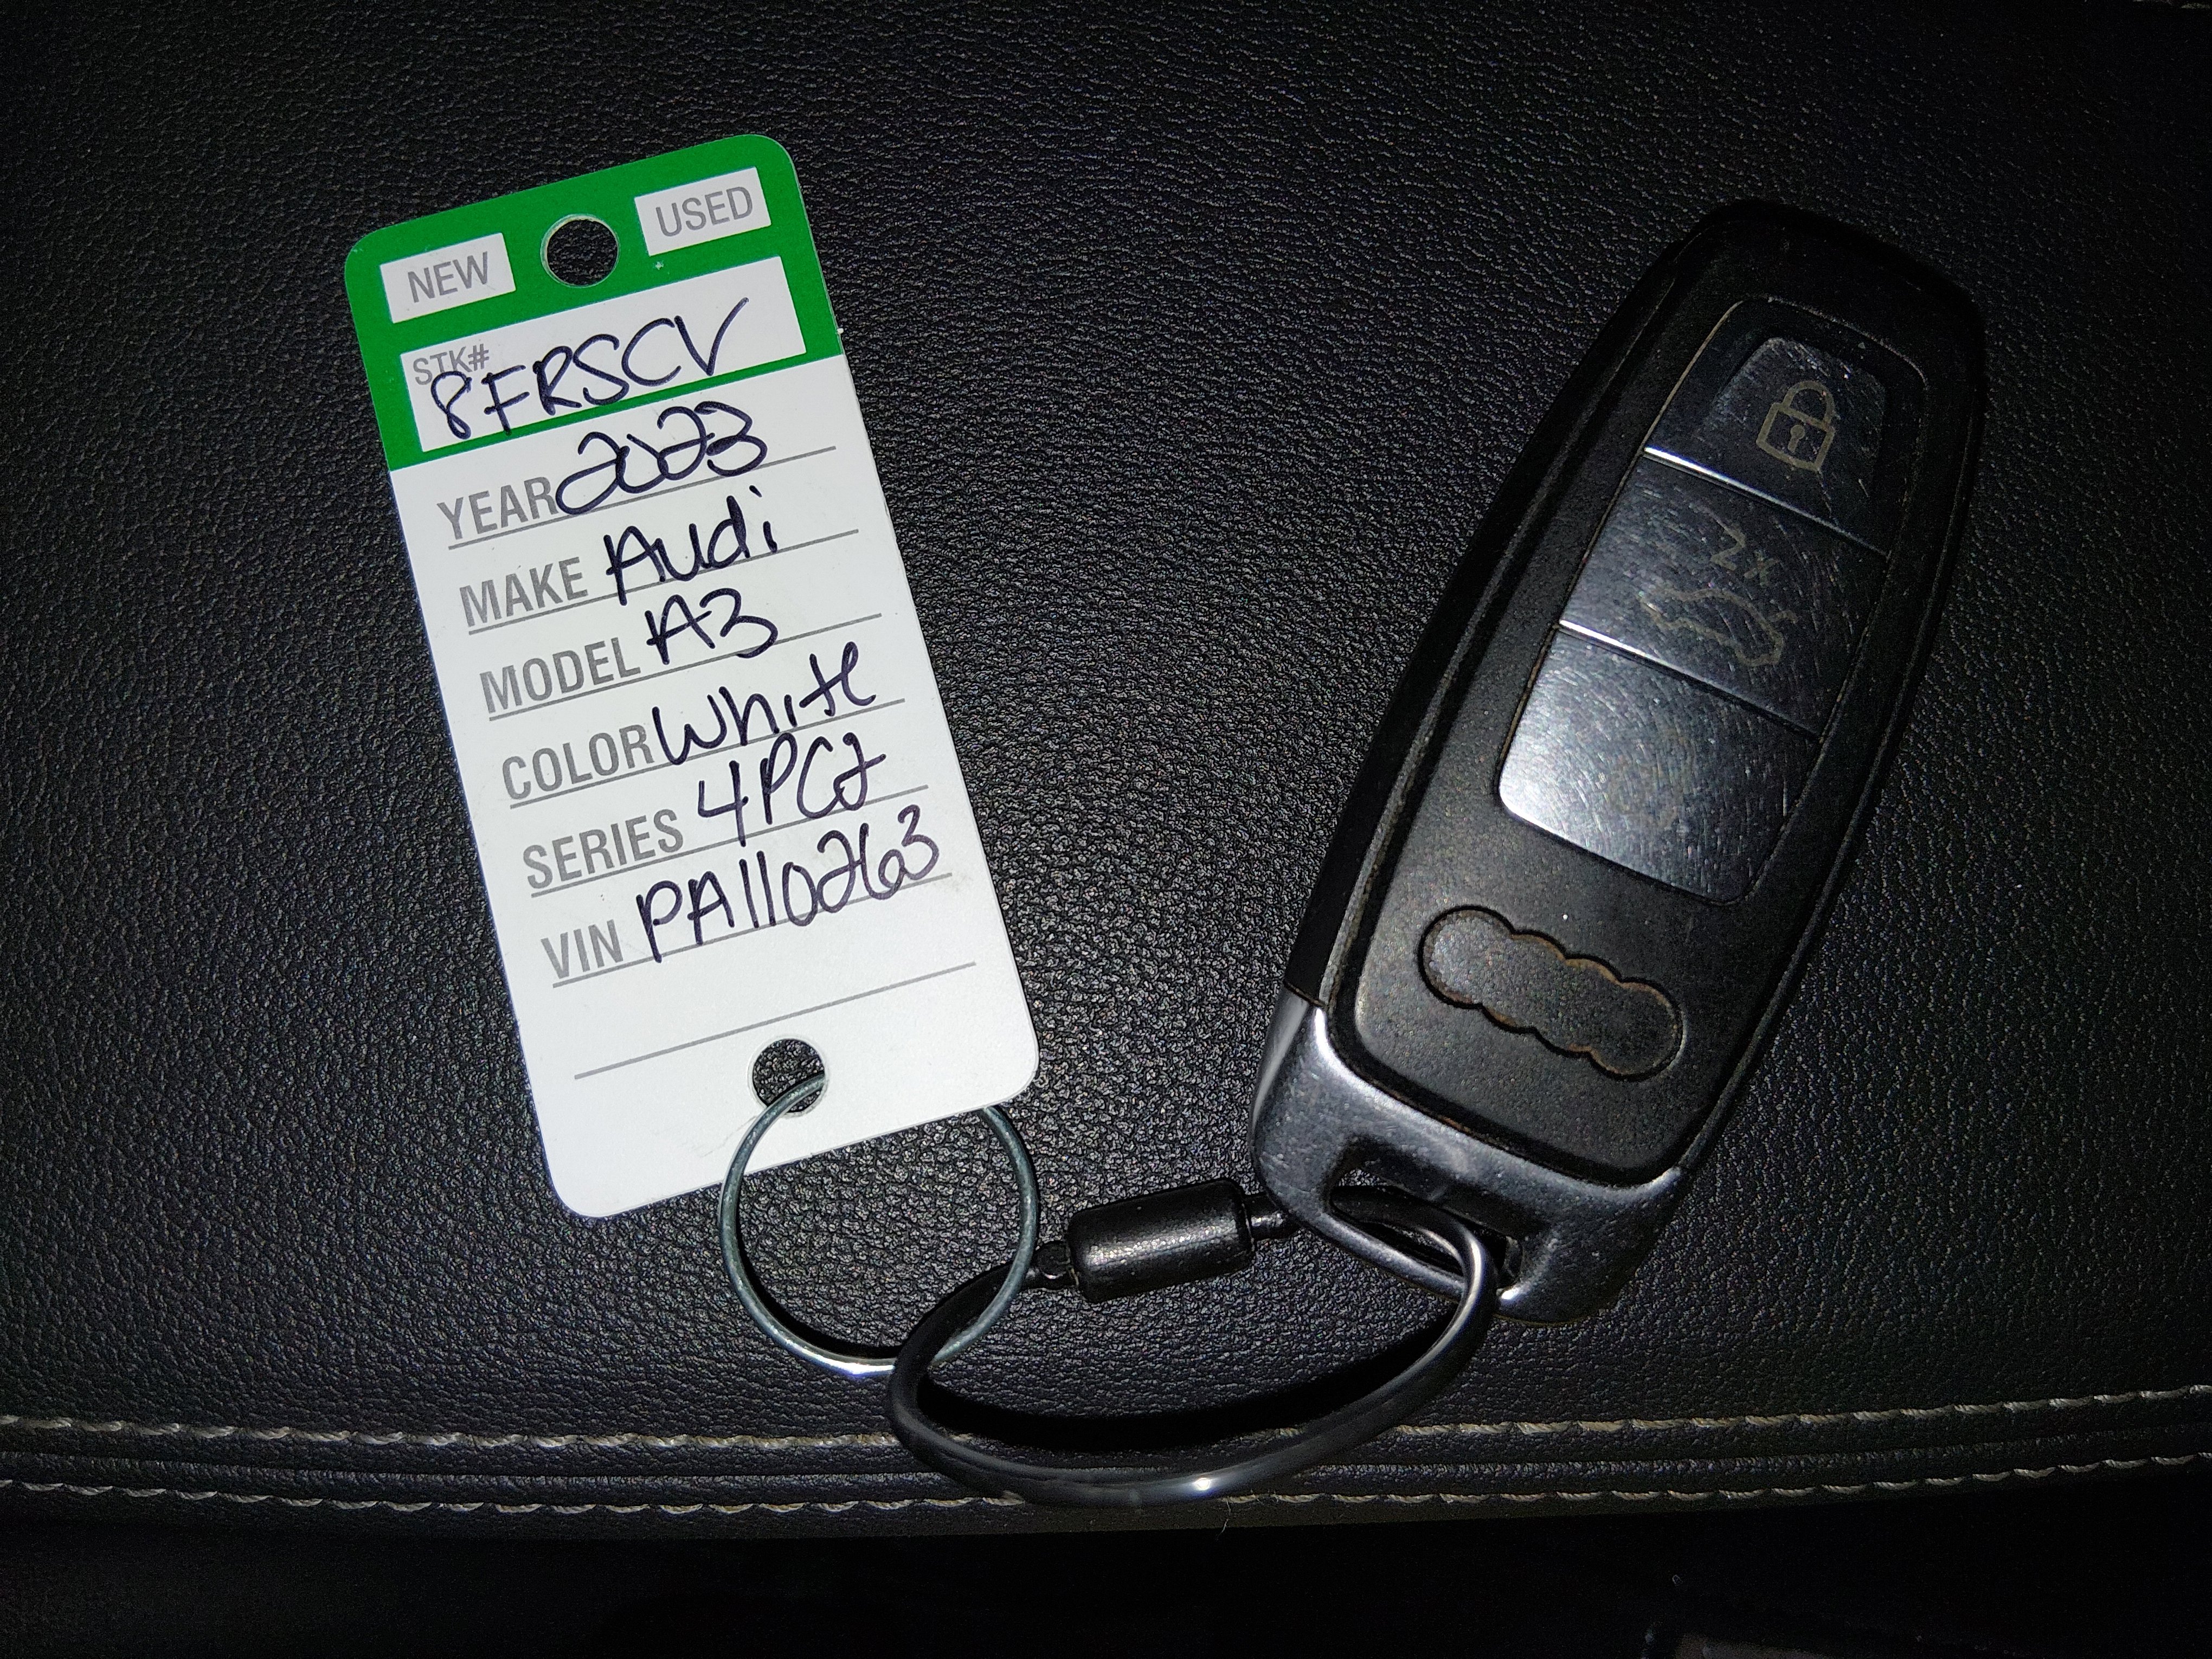 NEW USED
STK# 8FRSCV
YEAR 2023
MAKE Audi
MODEL A3
COLOR White
SERIES 4PCJ
VIN PA110263
2x